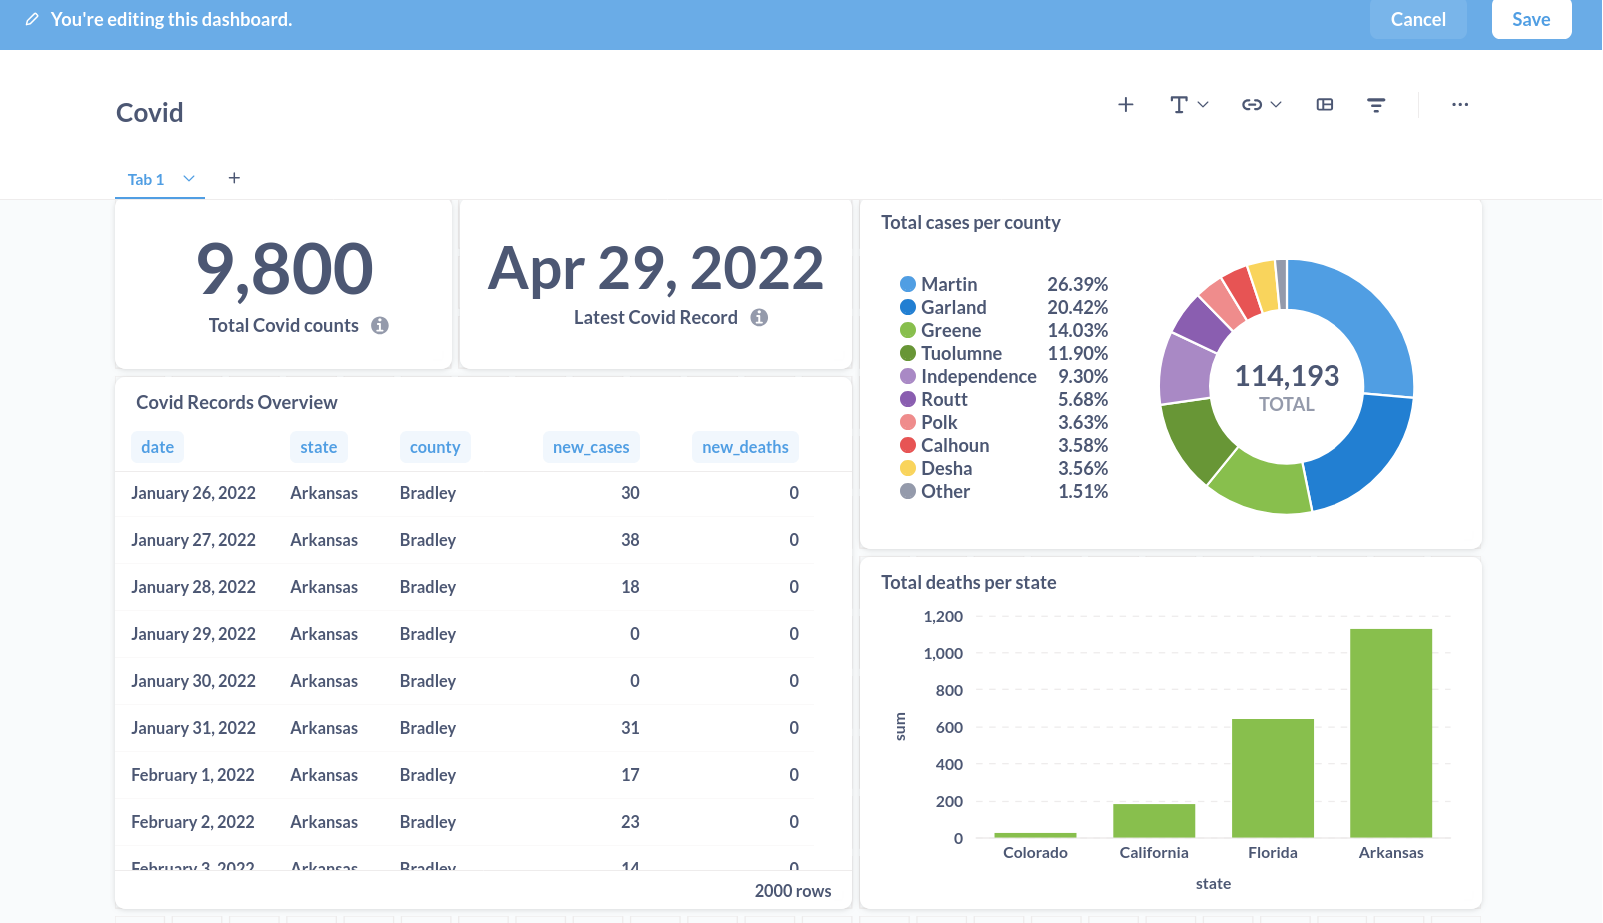 You're editing this dashboard.
Cancel
Save
Covid
Tab 1
9,800
Total Covid counts
Apr 29, 2022
Latest Covid Record
Covid Records Overview
date state county new_cases new_deaths
January 26, 2022 Arkansas Bradley 30 0
January 27, 2022 Arkansas Bradley 38 0
January 28, 2022 Arkansas Bradley 18 0
January 29, 2022 Arkansas Bradley 0 0
January 30, 2022 Arkansas Bradley 0 0
January 31, 2022 Arkansas Bradley 31 0
February 1, 2022 Arkansas Bradley 17 0
February 2, 2022 Arkansas Bradley 23 0
February 3, 2022 Arkansas Bradley 14 0
2000 rows
Total cases per county
Martin 26.39%
Garland 20.42%
Greene 14.03%
Tuolumne 11.90%
Independence 9.30%
Routt 5.68%
Polk 3.63%
Calhoun 3.58%
Desha 3.56%
Other 1.51%
114,193
TOTAL
Total deaths per state
1,200
1,000
800
600
400
200
0
sum
Colorado California Florida Arkansas
state